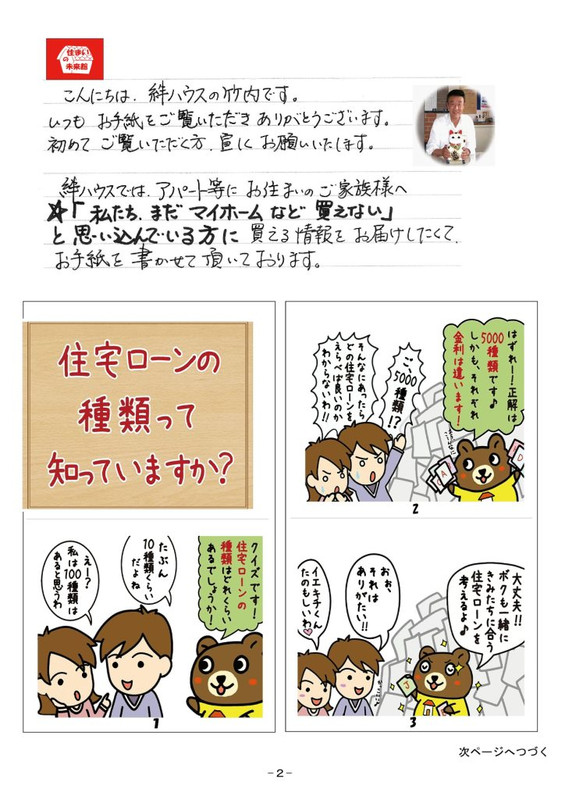 住まい
の
未来館
こんにちは、絆ハウスの竹内です。
いつも お手紙をご覧いただき ありがとうございます。
初めて ご覧いただく方、宜しく お願いいたします。
絆ハウスでは、アパート等に お住まいの ご家族様へ
☆「私たち、まだ マイホームなど 買えない」
と 思い込んでいる方に 買える情報を お届けしたくて、
お手紙を 書かせて頂いております。
住宅ローンの
種類って
知っていますか?
クイズです!
住宅ローンの
種類はどれくらい
あるでしょうか!
たぶん
10種類くらい
だよね
えー?
私は100種類は
あると思うわ
1
はずれー!正解は
5000種類です♪
しかも、それぞれ
金利は違います!
ご、
5000
種類!?
そんなにあったら
どの住宅ローンを
えらべば良いのか
わからないわ!!
2
大丈夫!!
ボクも一緒に
きみたちに合う
住宅ローンを
考えるよ♪
おぉ、
それは
ありがたい!!
イエキチくん
たのもしいわ♡
3
次ページへつづく
-2-